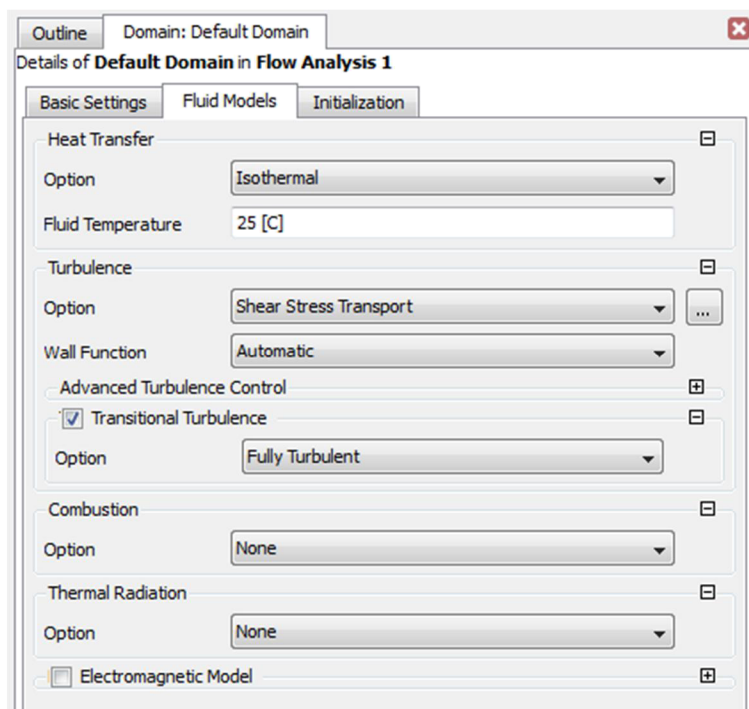 Outline Domain: Default Domain
Details of Default Domain in Flow Analysis 1
Basic Settings Fluid Models Initialization
Heat Transfer
Option Isothermal
Fluid Temperature 25 [C]
Turbulence
Option Shear Stress Transport ...
Wall Function Automatic
Advanced Turbulence Control
Transitional Turbulence
Option Fully Turbulent
Combustion
Option None
Thermal Radiation
Option None
Electromagnetic Model